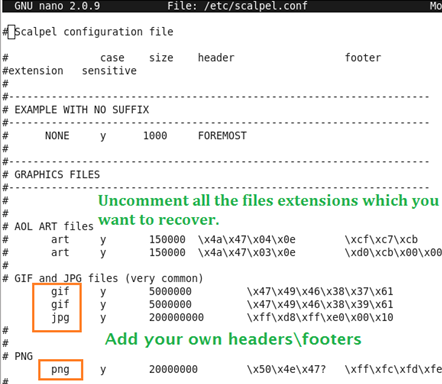 GNU nano 2.0.9 File: /etc/scalpel.conf Mo
# Scalpel configuration file
# case size header footer
#extension sensitive
#
#---------------------------------------------------------------------
# EXAMPLE WITH NO SUFFIX
#---------------------------------------------------------------------
# NONE y 1000 FOREMOST
#
#---------------------------------------------------------------------
# GRAPHICS FILES
#---------------------------------------------------------------------
#
Uncomment all the files extensions which you
#
want to recover.
# AOL ART files
# art y 150000 \x4a\x47\x04\x0e \xcf\xc7\xcb
# art y 150000 \x4a\x47\x03\x0e \xd0\xcb\x00\x00
#
# GIF and JPG files (very common)
gif y 5000000 \x47\x49\x46\x38\x37\x61
gif y 5000000 \x47\x49\x46\x38\x39\x61
jpg y 200000000 \xff\xd8\xff\xe0\x00\x10
#
Add your own headers\footers
#
# PNG
png y 20000000 \x50\x4e\x47? \xff\xfc\xfd\xfe
#